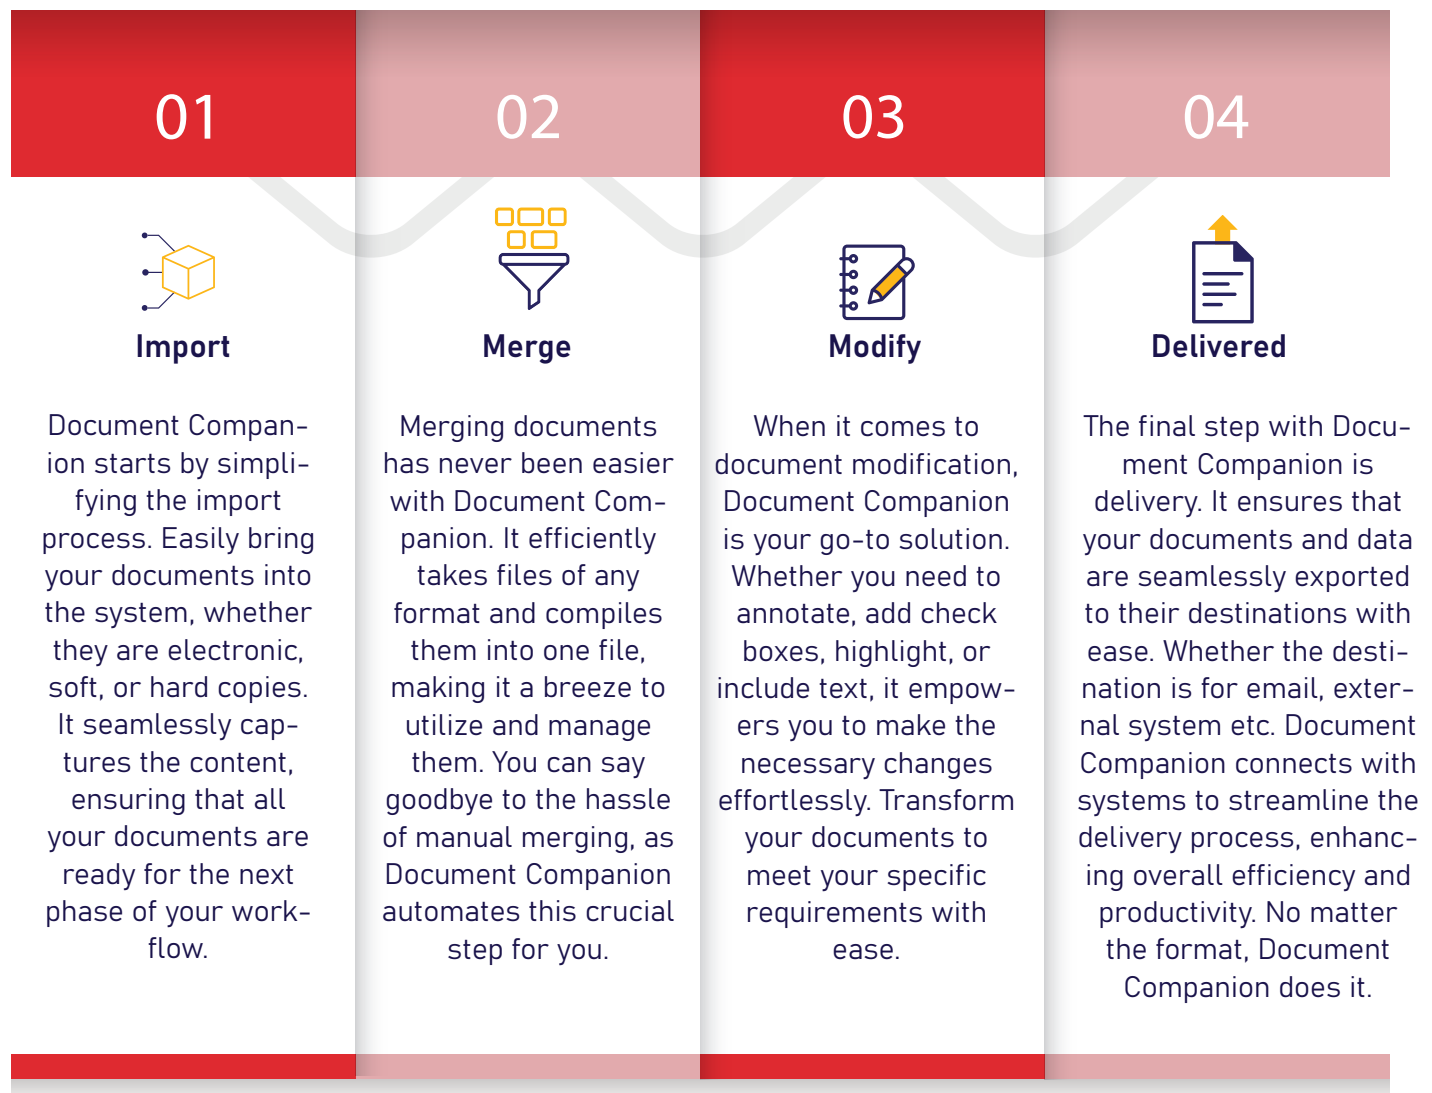 01
Import
Document Compan-
ion starts by simpli-
fying the import
process. Easily bring
your documents into
the system, whether
they are electronic,
soft, or hard copies.
It seamlessly cap-
tures the content,
ensuring that all
your documents are
ready for the next
phase of your work-
flow.
02
Merge
Merging documents
has never been easier
with Document Com-
panion. It efficiently
takes files of any
format and compiles
them into one file,
making it a breeze to
utilize and manage
them. You can say
goodbye to the hassle
of manual merging, as
Document Companion
automates this crucial
step for you.
03
Modify
When it comes to
document modification,
Document Companion
is your go-to solution.
Whether you need to
annotate, add check
boxes, highlight, or
include text, it empow-
ers you to make the
necessary changes
effortlessly. Transform
your documents to
meet your specific
requirements with
ease.
04
Delivered
The final step with Docu-
ment Companion is
delivery. It ensures that
your documents and data
are seamlessly exported
to their destinations with
ease. Whether the desti-
nation is for email, exter-
nal system etc. Document
Companion connects with
systems to streamline the
delivery process, enhanc-
ing overall efficiency and
productivity. No matter
the format, Document
Companion does it.